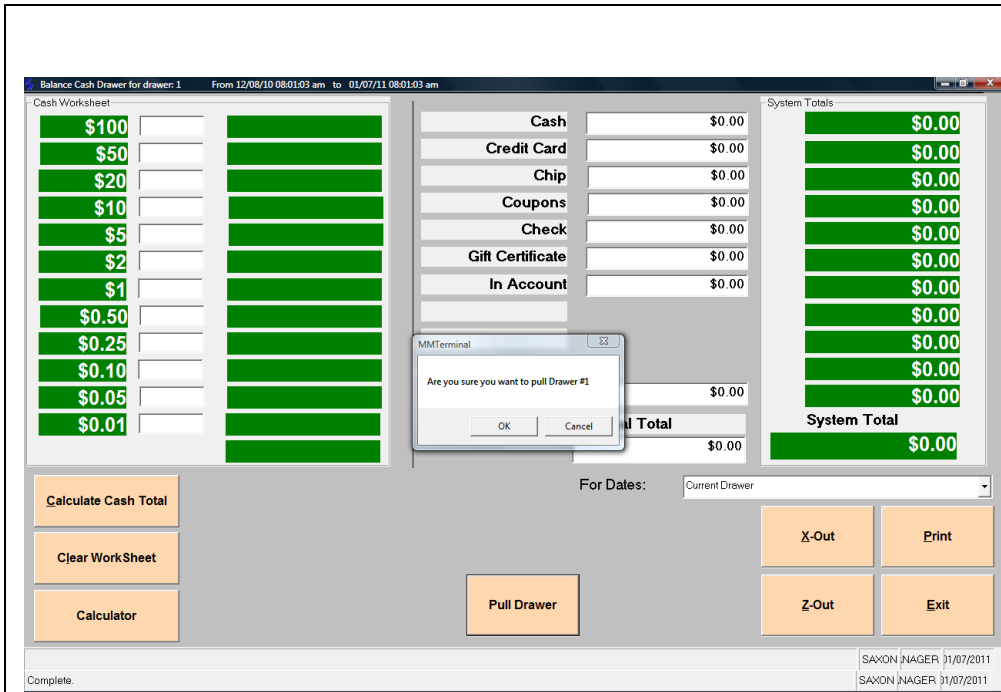 Balance Cash Drawer for drawer: 1 From 12/08/10 08:01:03 am to 01/07/11 08:01:03 am
Cash Worksheet
$100
$50
$20
$10
$5
$2
$1
$0.50
$0.25
$0.10
$0.05
$0.01
Cash $0.00
Credit Card $0.00
Chip $0.00
Coupons $0.00
Check $0.00
Gift Certificate $0.00
In Account $0.00
$0.00
Total
$0.00
System Totals
$0.00
$0.00
$0.00
$0.00
$0.00
$0.00
$0.00
$0.00
$0.00
$0.00
$0.00
System Total
$0.00
MMTerminal
Are you sure you want to pull Drawer #1
OK Cancel
For Dates: Current Drawer
Calculate Cash Total
Clear WorkSheet
Calculator
Pull Drawer
X-Out
Print
Z-Out
Exit
SAXON NAGER 01/07/2011
Complete. SAXON NAGER 01/07/2011